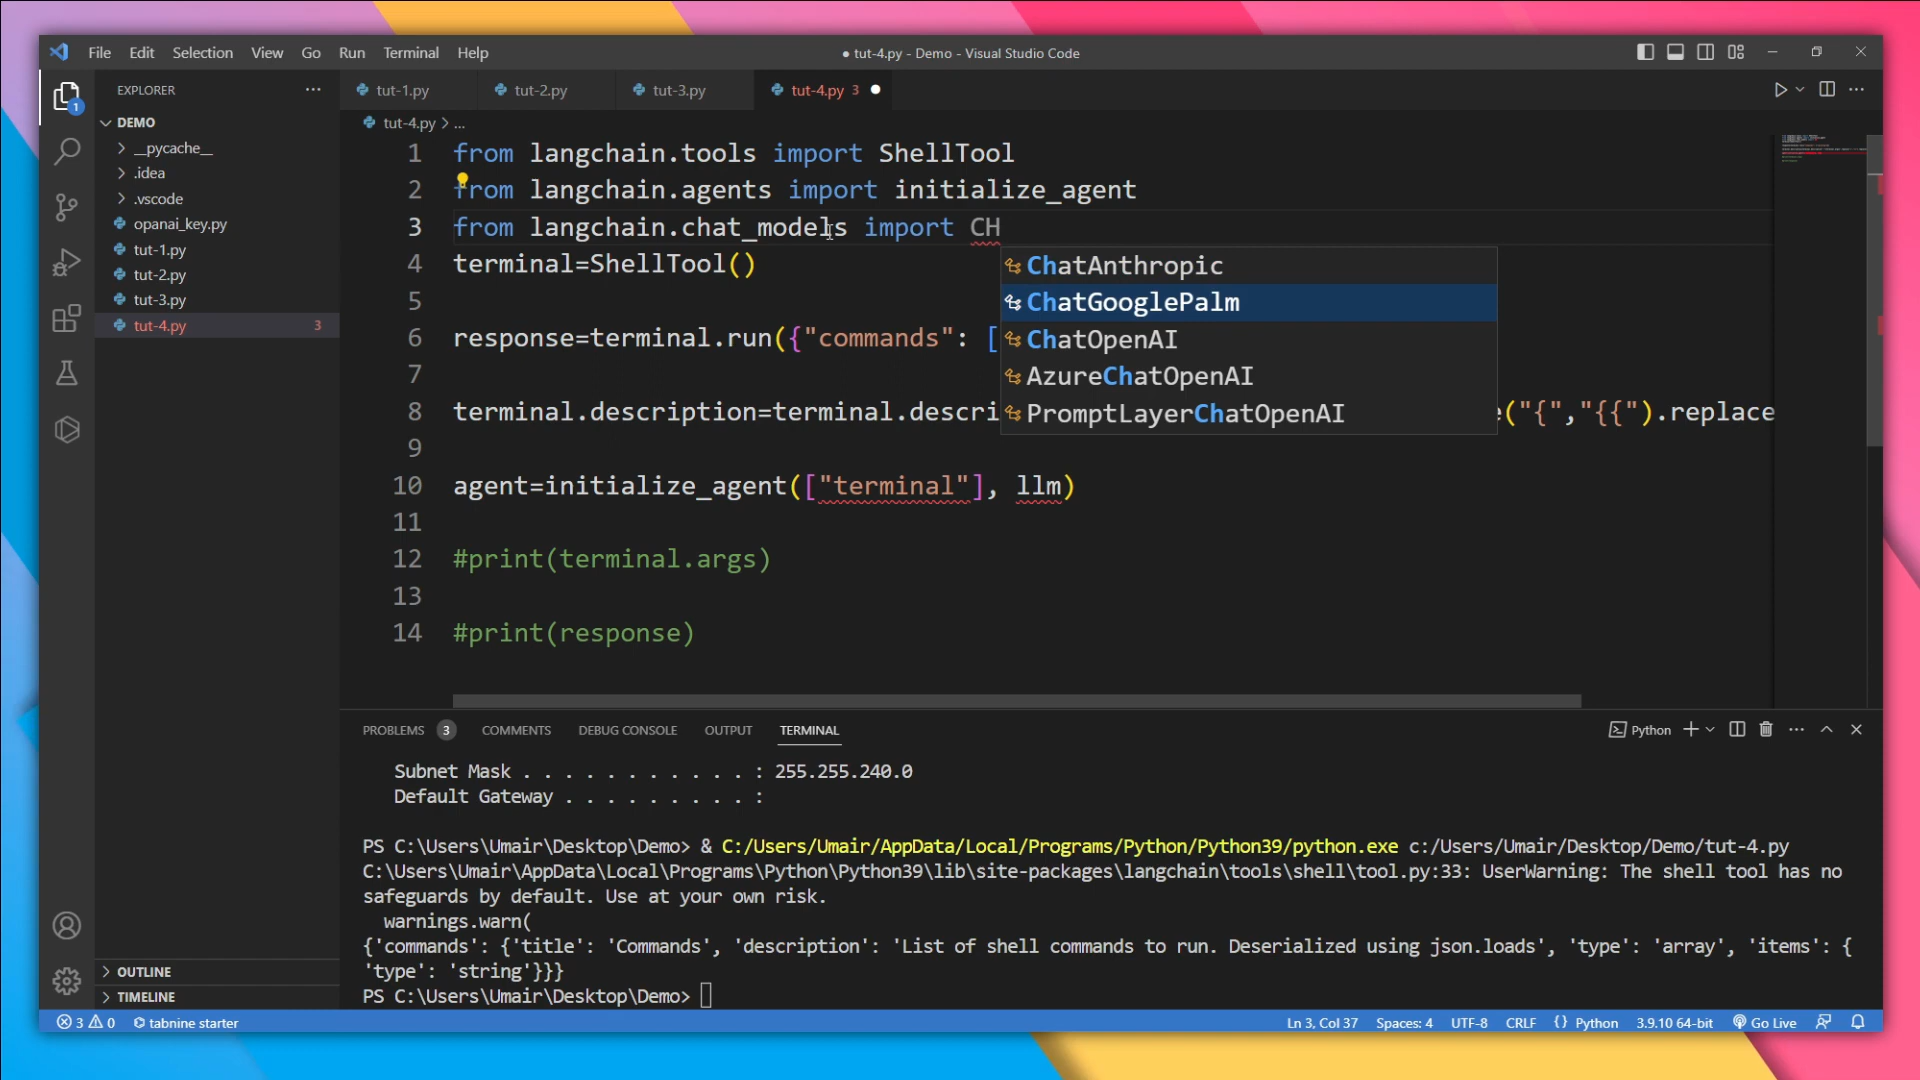 File Edit Selection View Go Run Terminal Help
● tut-4.py - Demo - Visual Studio Code
EXPLORER
tut-1.py
tut-2.py
tut-3.py
tut-4.py 3
1
DEMO
tut-4.py > ...
__pycache__
.idea
.vscode
opanai_key.py
tut-1.py
tut-2.py
tut-3.py
tut-4.py 3
1 from langchain.tools import ShellTool
2 from langchain.agents import initialize_agent
3 from langchain.chat_models import CH
4 terminal=ShellTool()
5
6 response=terminal.run({"commands": [
7
8 terminal.description=terminal.descri e("{","{{").replace
9
10 agent=initialize_agent(["terminal"], llm)
11
12 #print(terminal.args)
13
14 #print(response)
ChatAnthropic
ChatGooglePalm
ChatOpenAI
AzureChatOpenAI
PromptLayerChatOpenAI
PROBLEMS 3 COMMENTS DEBUG CONSOLE OUTPUT TERMINAL
Python
Subnet Mask . . . . . . . . . . . : 255.255.240.0
Default Gateway . . . . . . . . . :
PS C:\Users\Umair\Desktop\Demo> & C:/Users/Umair/AppData/Local/Programs/Python/Python39/python.exe c:/Users/Umair/Desktop/Demo/tut-4.py
C:\Users\Umair\AppData\Local\Programs\Python\Python39\lib\site-packages\langchain\tools\shell\tool.py:33: UserWarning: The shell tool has no
safeguards by default. Use at your own risk.
warnings.warn(
{'commands': {'title': 'Commands', 'description': 'List of shell commands to run. Deserialized using json.loads', 'type': 'array', 'items': {
'type': 'string'}}}
PS C:\Users\Umair\Desktop\Demo>
OUTLINE
TIMELINE
3 0 tabnine starter
Ln 3, Col 37 Spaces: 4 UTF-8 CRLF {} Python 3.9.10 64-bit Go Live